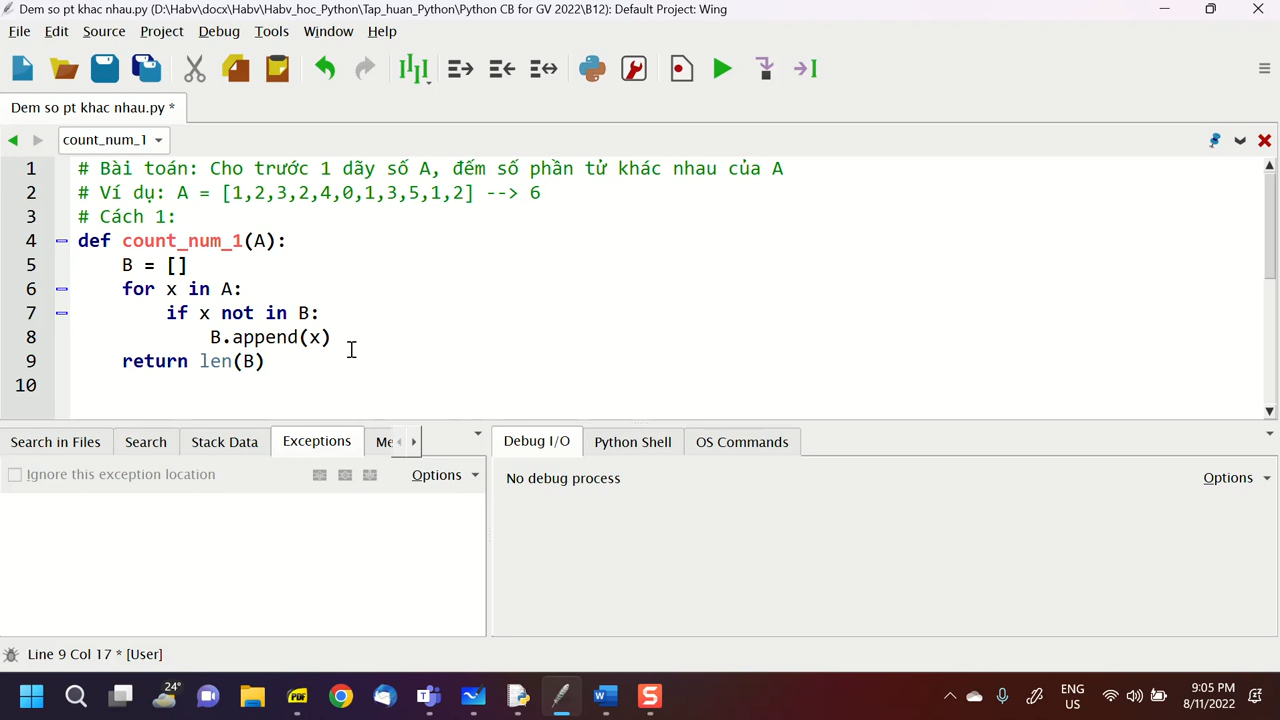 Dem so pt khac nhau.py (D:\Habv\docx\Habv\Habv_hoc_Python\Tap_huan_Python\Python CB for GV 2022\B12): Default Project: Wing
File Edit Source Project Debug Tools Window Help
Dem so pt khac nhau.py *
count_num_1
1 # Bài toán: Cho trước 1 dãy số A, đếm số phần tử khác nhau của A
2 # Ví dụ: A = [1,2,3,2,4,0,1,3,5,1,2] --> 6
3 # Cách 1:
4 def count_num_1(A):
5 B = []
6 for x in A:
7 if x not in B:
8 B.append(x)
9 return len(B)
10
Search in Files Search Stack Data Exceptions Me Debug I/O Python Shell OS Commands
Ignore this exception location Options No debug process Options
Line 9 Col 17 * [User]
24°
PDF
ENG
US
9:05 PM
8/11/2022